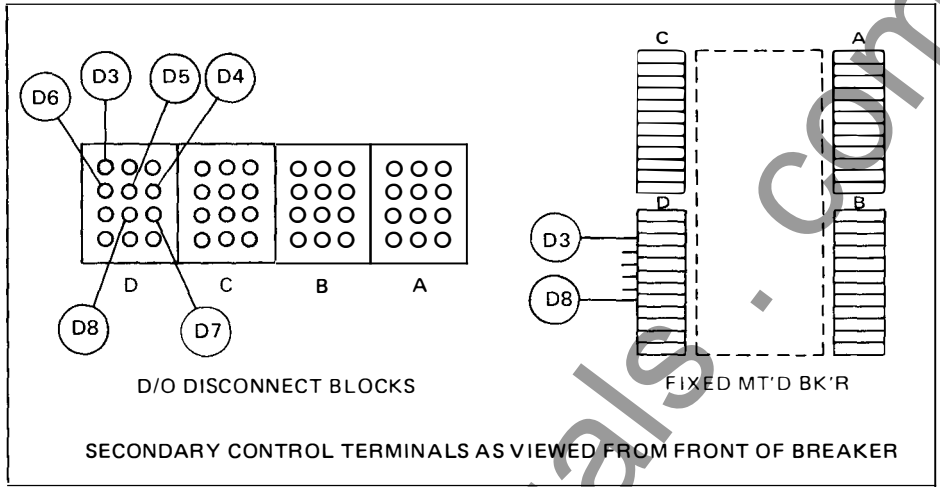 D3 D5 D4
D6
D C B A
D8 D7
D/O DISCONNECT BLOCKS
C A
D B
D3
D8
FIXED MT'D BK'R
SECONDARY CONTROL TERMINALS AS VIEWED FROM FRONT OF BREAKER